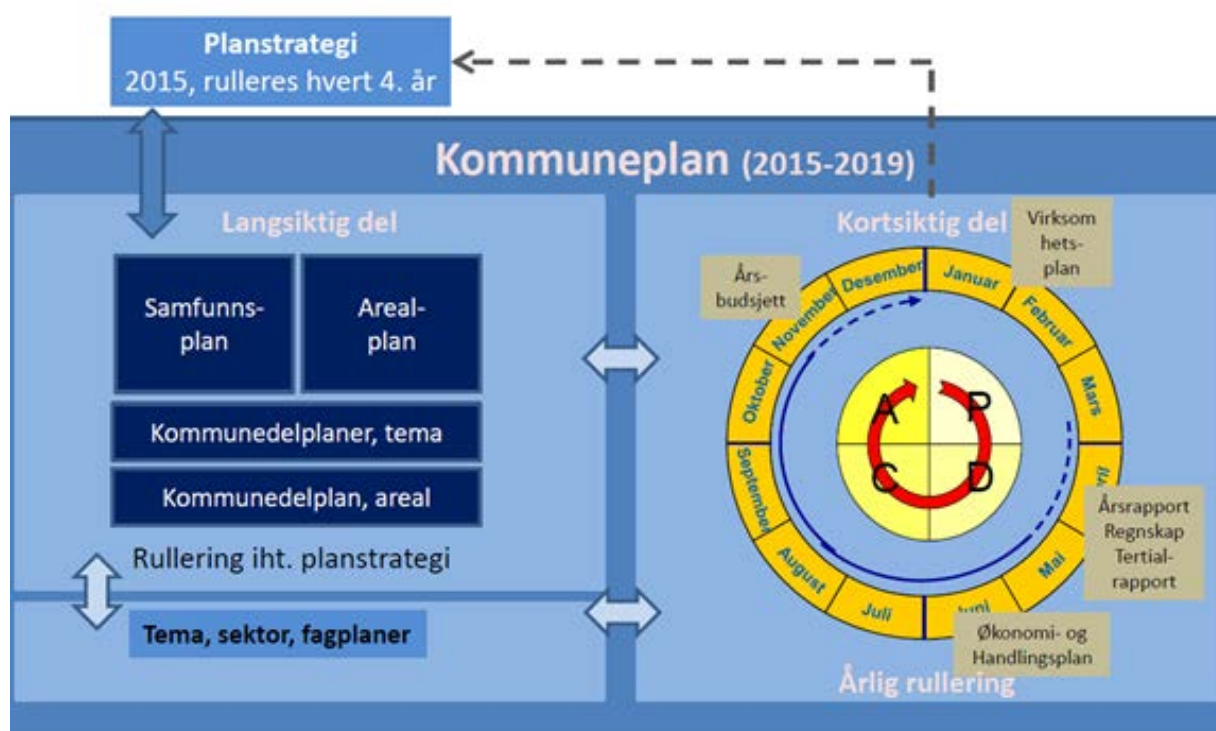 Planstrategi
2015, rulleres hvert 4. år
Kommuneplan (2015-2019)
Langsiktig del
Samfunns-
plan
Areal-
plan
Kommunedelplaner, tema
Kommunedelplan, areal
Rullering iht. planstrategi
Tema, sektor, fagplaner
Kortsiktig del
Virksom
hets-
plan
Års-
budsjett
Januar
Februar
Mars
Mai
Juni
Juli
August
September
Oktober
November
Desember
A
P
C
D
Årsrapport
Regnskap
Tertial-
rapport
Økonomi- og
Handlingsplan
Årlig rullering